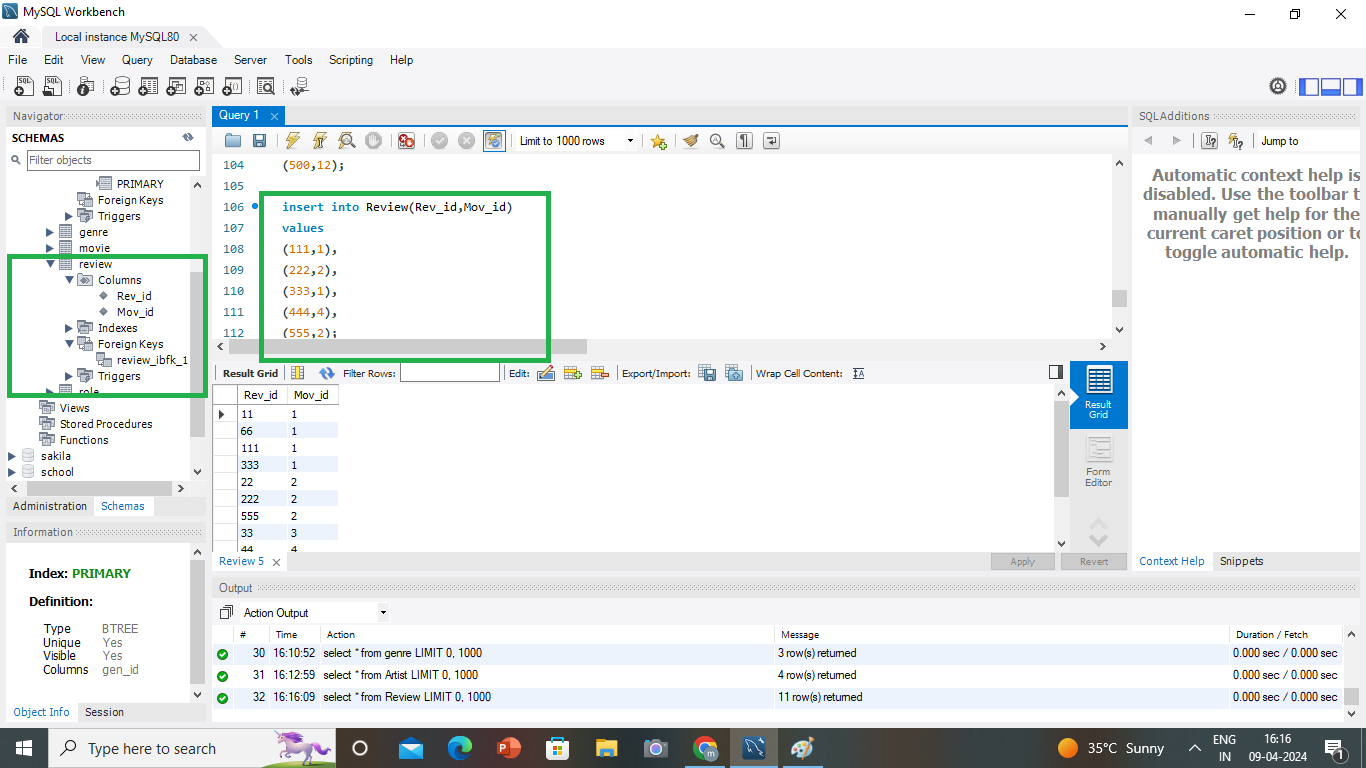 MySQL Workbench
Local instance MySQL80
File Edit View Query Database Server Tools Scripting Help
Navigator
SCHEMAS
Filter objects
PRIMARY
Foreign Keys
Triggers
genre
movie
review
Columns
Rev_id
Mov_id
Indexes
Foreign Keys
review_ibfk_1
Triggers
role
Views
Stored Procedures
Functions
sakila
school
Administration Schemas
Information
Index: PRIMARY
Definition:
Type BTREE
Unique Yes
Visible Yes
Columns gen_id
Object Info Session
Query 1
Limit to 1000 rows
104 (500,12);
105
106 insert into Review(Rev_id,Mov_id)
107 values
108 (111,1),
109 (222,2),
110 (333,1),
111 (444,4),
112 (555,2);
Result Grid Filter Rows: Edit: Export/Import: Wrap Cell Content:
Rev_id Mov_id
11 1
66 1
111 1
333 1
22 2
222 2
555 2
33 3
44 4
Result Grid
Form Editor
Review 5 Apply Revert
SQLAdditions
Jump to
Automatic context help is
disabled. Use the toolbar t
manually get help for the
current caret position or to
toggle automatic help.
Context Help Snippets
Output
Action Output
# Time Action Message Duration / Fetch
30 16:10:52 select * from genre LIMIT 0, 1000 3 row(s) returned 0.000 sec / 0.000 sec
31 16:12:59 select * from Artist LIMIT 0, 1000 4 row(s) returned 0.000 sec / 0.000 sec
32 16:16:09 select * from Review LIMIT 0, 1000 11 row(s) returned 0.000 sec / 0.000 sec
Type here to search
35°C Sunny
ENG
IN
16:16
09-04-2024
1